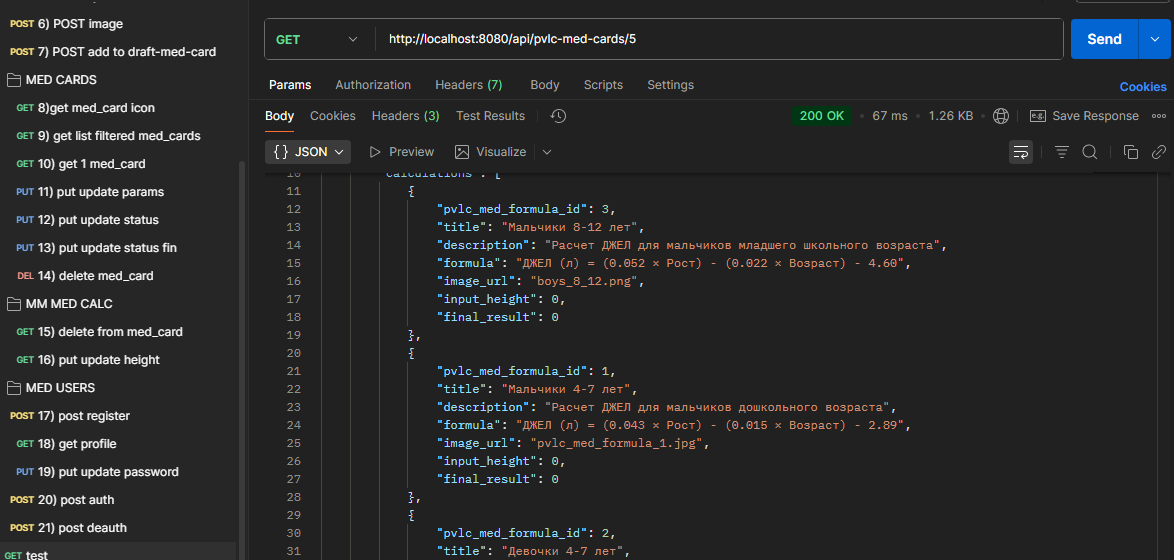 POST 6) POST image
POST 7) POST add to draft-med-card
MED CARDS
GET 8)get med_card icon
GET 9) get list filtered med_cards
GET 10) get 1 med_card
PUT 11) put update params
PUT 12) put update status
PUT 13) put update status fin
DEL 14) delete med_card
MM MED CALC
GET 15) delete from med_card
GET 16) put update height
MED USERS
POST 17) post register
GET 18) get profile
PUT 19) put update password
POST 20) post auth
POST 21) post deauth
GET test
GET http://localhost:8080/api/pvlc-med-cards/5 Send
Params Authorization Headers (7) Body Scripts Settings Cookies
Body Cookies Headers (3) Test Results 200 OK • 67 ms • 1.26 KB • e.g. Save Response
{} JSON Preview Visualize
10 "calculations": [
11 {
12 "pvlc_med_formula_id": 3,
13 "title": "Мальчики 8-12 лет",
14 "description": "Расчет ДЖЕЛ для мальчиков младшего школьного возраста",
15 "formula": "ДЖЕЛ (л) = (0.052 × Рост) - (0.022 × Возраст) - 4.60",
16 "image_url": "boys_8_12.png",
17 "input_height": 0,
18 "final_result": 0
19 },
20 {
21 "pvlc_med_formula_id": 1,
22 "title": "Мальчики 4-7 лет",
23 "description": "Расчет ДЖЕЛ для мальчиков дошкольного возраста",
24 "formula": "ДЖЕЛ (л) = (0.043 × Рост) - (0.015 × Возраст) - 2.89",
25 "image_url": "pvlc_med_formula_1.jpg",
26 "input_height": 0,
27 "final_result": 0
28 },
29 {
30 "pvlc_med_formula_id": 2,
31 "title": "Девочки 4-7 лет",